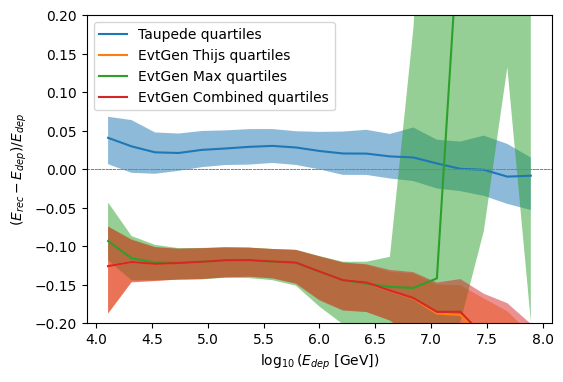 Taupede quartiles
EvtGen Thijs quartiles
EvtGen Max quartiles
EvtGen Combined quartiles
0.20
0.15
0.10
0.05
0.00
−0.05
−0.10
−0.15
−0.20
(E_rec − E_dep)/E_dep
4.0 4.5 5.0 5.5 6.0 6.5 7.0 7.5 8.0
log10 (E_dep [GeV])